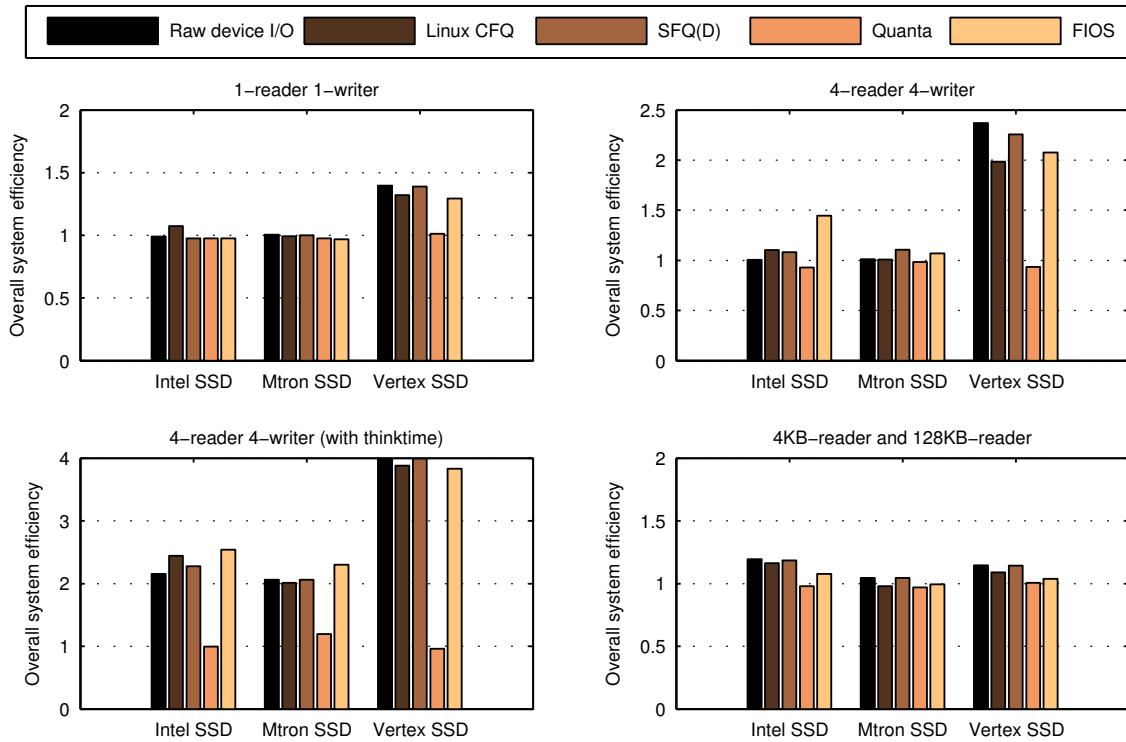 Raw device I/O Linux CFQ SFQ(D) Quanta FIOS
1−reader 1−writer
Overall system efficiency
2
1.5
1
0.5
0
Intel SSD Mtron SSD Vertex SSD
4−reader 4−writer
Overall system efficiency
2.5
2
1.5
1
0.5
0
Intel SSD Mtron SSD Vertex SSD
4−reader 4−writer (with thinktime)
Overall system efficiency
4
3
2
1
0
Intel SSD Mtron SSD Vertex SSD
4KB−reader and 128KB−reader
Overall system efficiency
2
1.5
1
0.5
0
Intel SSD Mtron SSD Vertex SSD